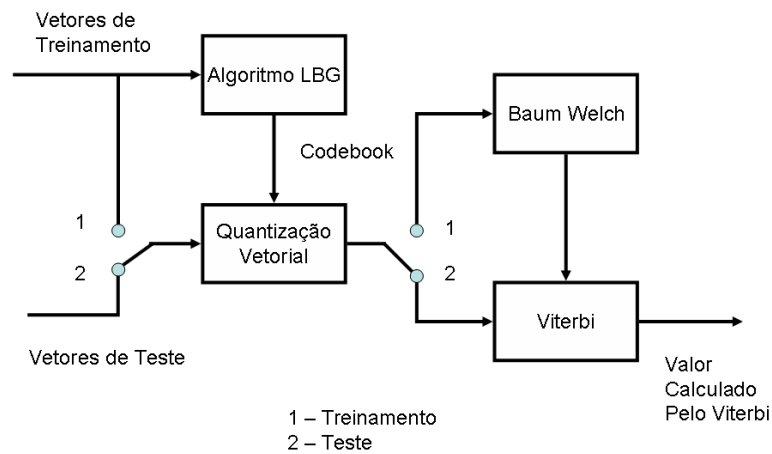 Vetores de
Treinamento
Algoritmo LBG
Baum Welch
Codebook
1
Quantização
Vetorial
1
2
2
Viterbi
Vetores de Teste
Valor
Calculado
Pelo Viterbi
1 – Treinamento
2 – Teste